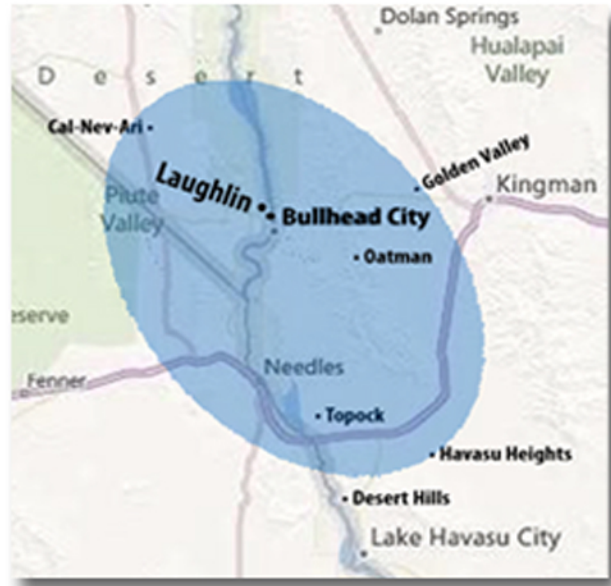 Dolan Springs
Hualapai
Valley
Desert
Cal-Nev-Ari
Golden Valley
Kingman
Laughlin
Piute
Valley
Bullhead City
Oatman
eserve
Needles
Fenner
Topock
Havasu Heights
Desert Hills
Lake Havasu City